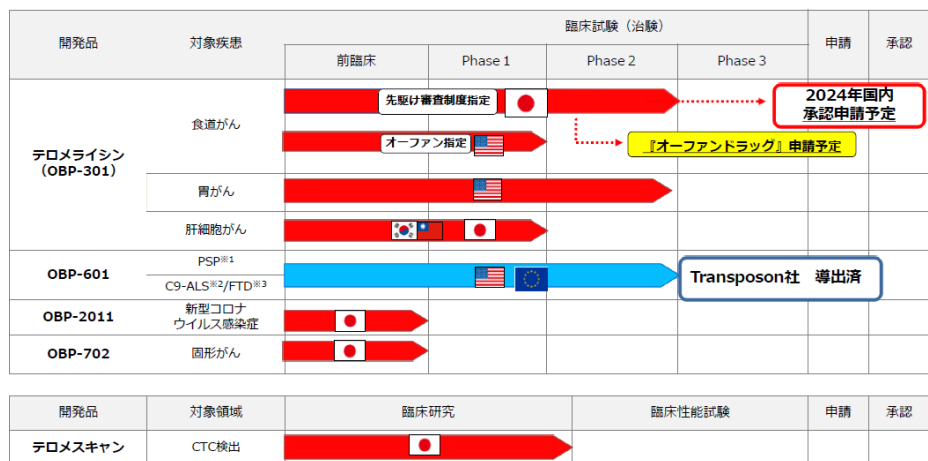 開発品
対象疾患
臨床試験（治験）
申請
承認
前臨床
Phase 1
Phase 2
Phase 3
テロメライシン
（OBP-301）
食道がん
先駆け審査制度指定
2024年国内
承認申請予定
オーファン指定
『オーファンドラッグ』申請予定
胃がん
肝細胞がん
OBP-601
PSP※1
C9-ALS※2/FTD※3
Transposon社 導出済
OBP-2011
新型コロナ
ウイルス感染症
OBP-702
固形がん
開発品
対象領域
臨床研究
臨床性能試験
申請
承認
テロメスキャン
CTC検出